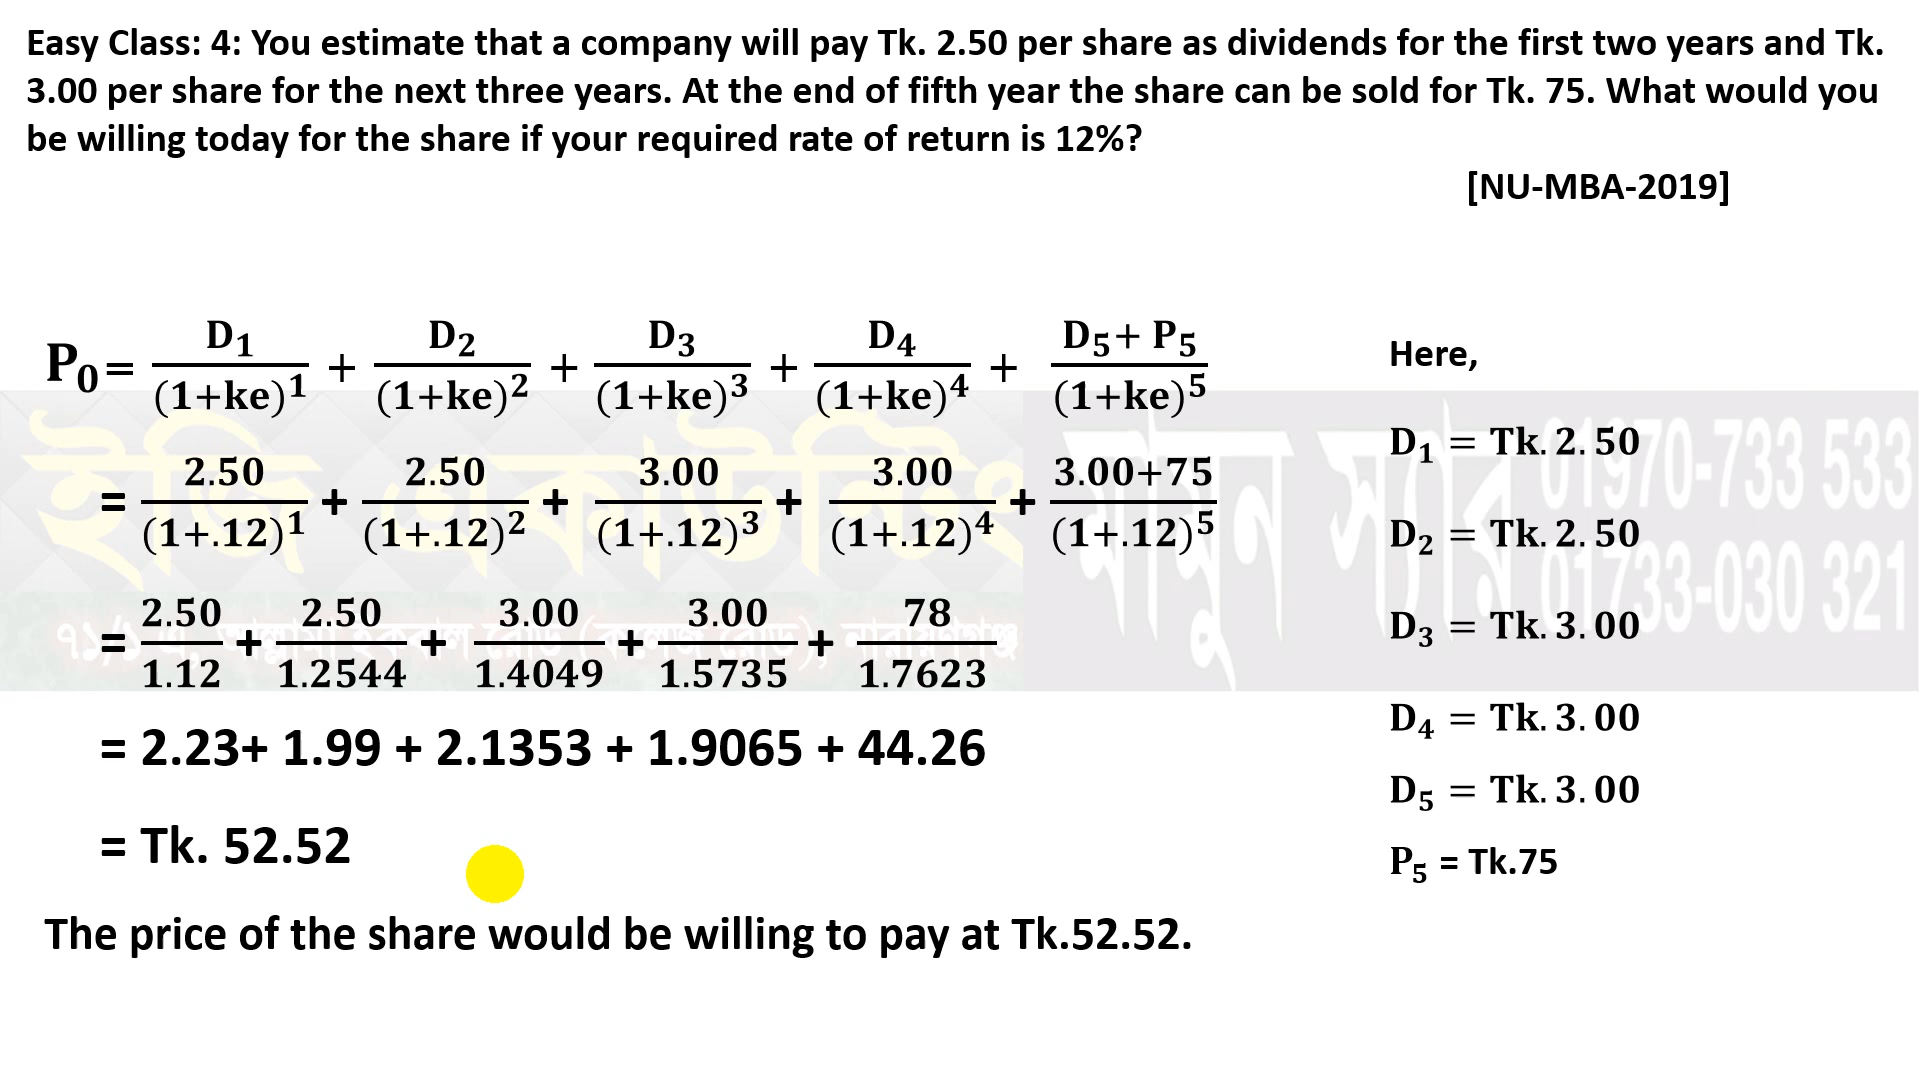 Easy Class: 4: You estimate that a company will pay Tk. 2.50 per share as dividends for the first two years and Tk.
3.00 per share for the next three years. At the end of fifth year the share can be sold for Tk. 75. What would you
be willing today for the share if your required rate of return is 12%?
[NU-MBA-2019]
P₀ = D₁/(1+ke)¹ + D₂/(1+ke)² + D₃/(1+ke)³ + D₄/(1+ke)⁴ + D₅+ P₅/(1+ke)⁵
= 2.50/(1+.12)¹ + 2.50/(1+.12)² + 3.00/(1+.12)³ + 3.00/(1+.12)⁴ + 3.00+75/(1+.12)⁵
= 2.50/1.12 + 2.50/1.2544 + 3.00/1.4049 + 3.00/1.5735 + 78/1.7623
= 2.23+ 1.99 + 2.1353 + 1.9065 + 44.26
= Tk. 52.52
The price of the share would be willing to pay at Tk.52.52.
Here,
D₁ = Tk. 2. 50
D₂ = Tk. 2. 50
D₃ = Tk. 3. 00
D₄ = Tk. 3. 00
D₅ = Tk. 3. 00
P₅ = Tk.75
ইজি একাউন্টিং
মামুন স্যার
01970-733 533
01733-030 321